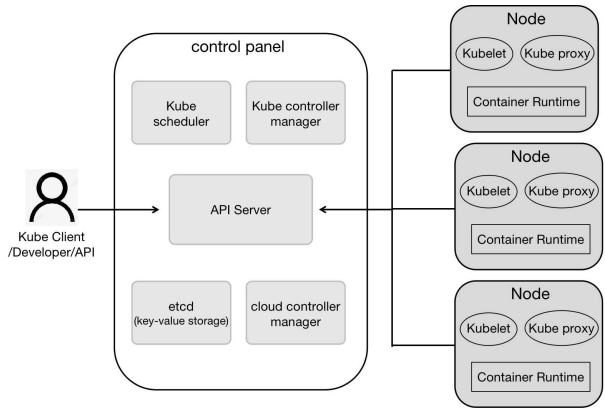 control panel
Kube
scheduler
Kube controller
manager
API Server
etcd
(key-value storage)
cloud controller
manager
Kube Client
/Developer/API
Node
Kubelet
Kube proxy
Container Runtime
Node
Kubelet
Kube proxy
Container Runtime
Node
Kubelet
Kube proxy
Container Runtime